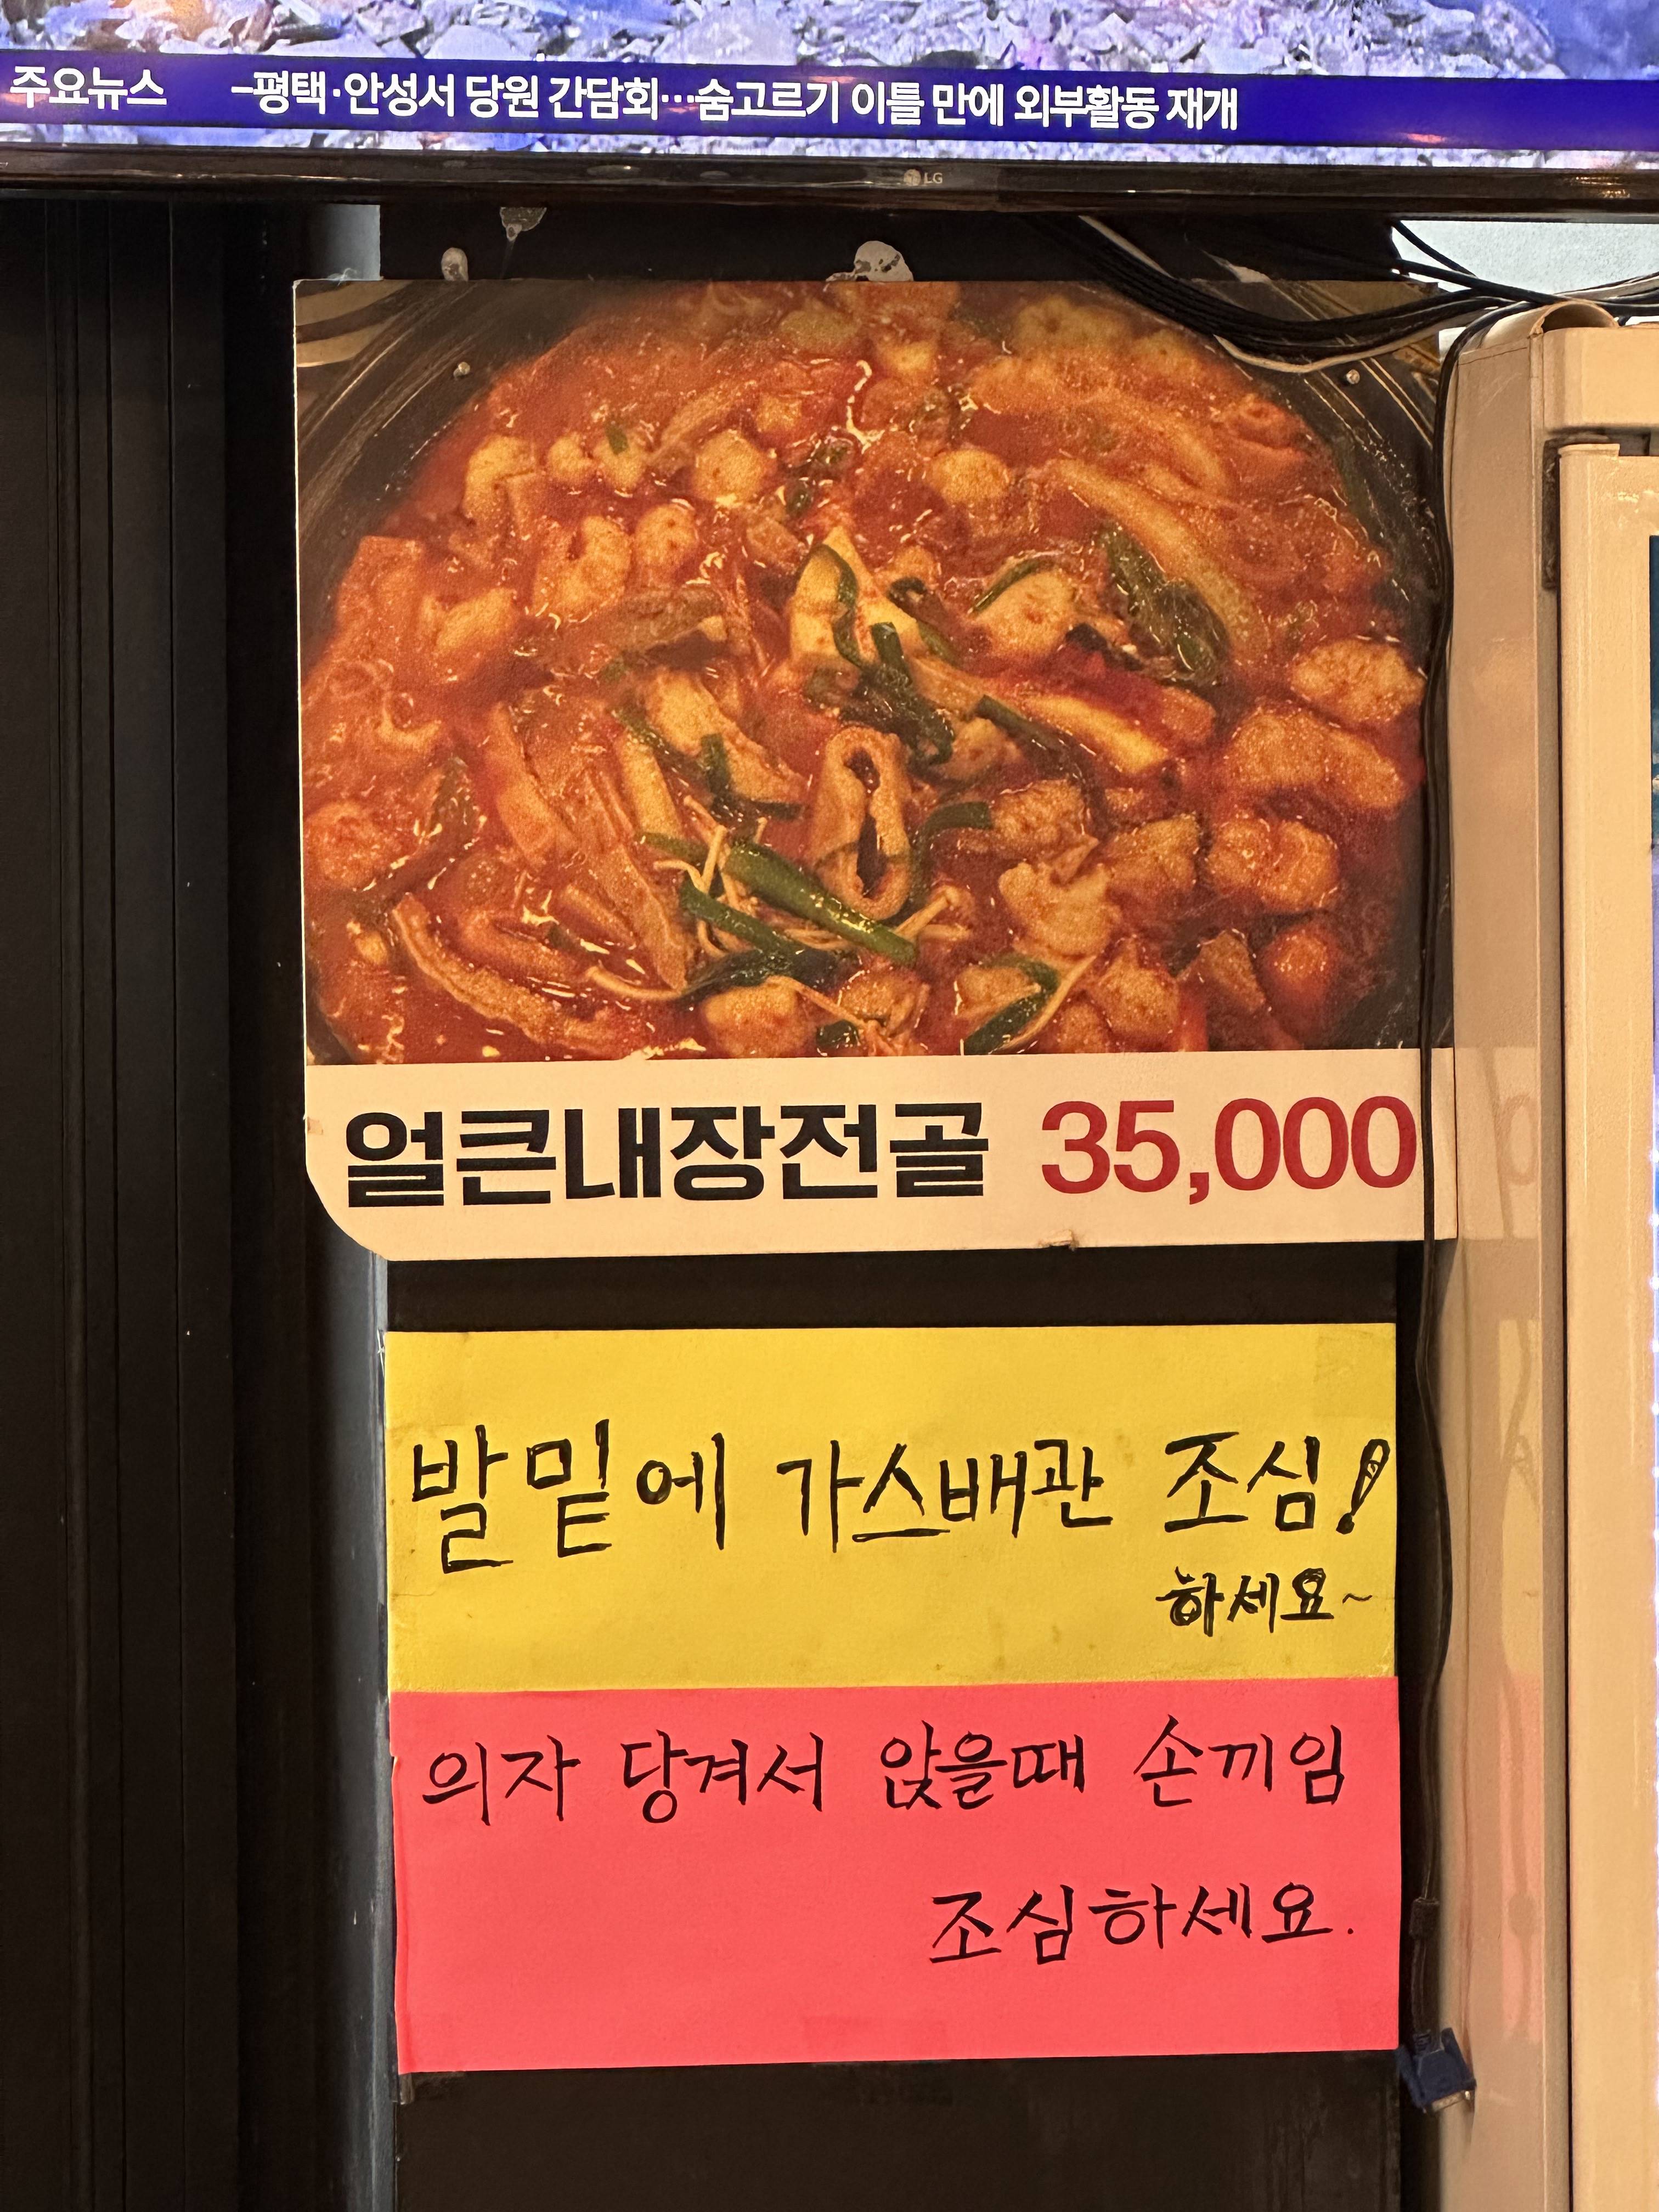 주요뉴스 -평택·안성서 당원 간담회…숨고르기 이틀 만에 외부활동 재개
LG
얼큰내장전골 35,000
발밑에 가스배관 조심!
하세요~
의자 당겨서 앉을때 손끼임
조심하세요.